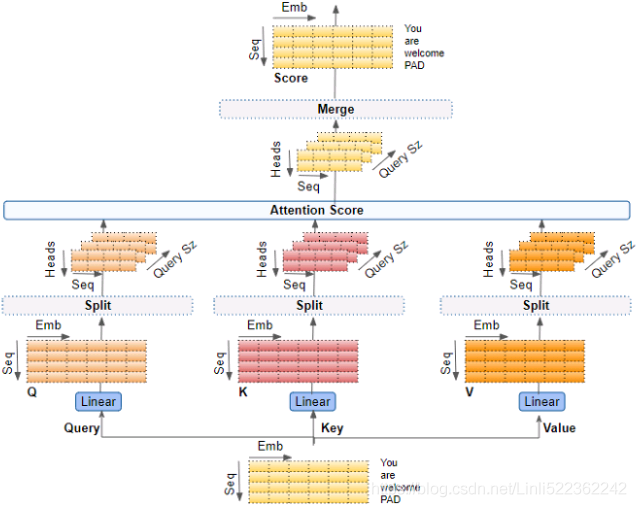 Emb
Seq
You
are
welcome
PAD
Score
Merge
Heads
Seq
Query Sz
Attention Score
Heads
Seq
Query Sz
Heads
Seq
Query Sz
Heads
Seq
Query Sz
Split
Split
Split
Emb
Seq
Q
Emb
Seq
K
Emb
Seq
V
Linear
Linear
Linear
Query
Key
Value
Emb
Seq
You
are
welcome
PAD
blog.csdn.net/Linli522362242